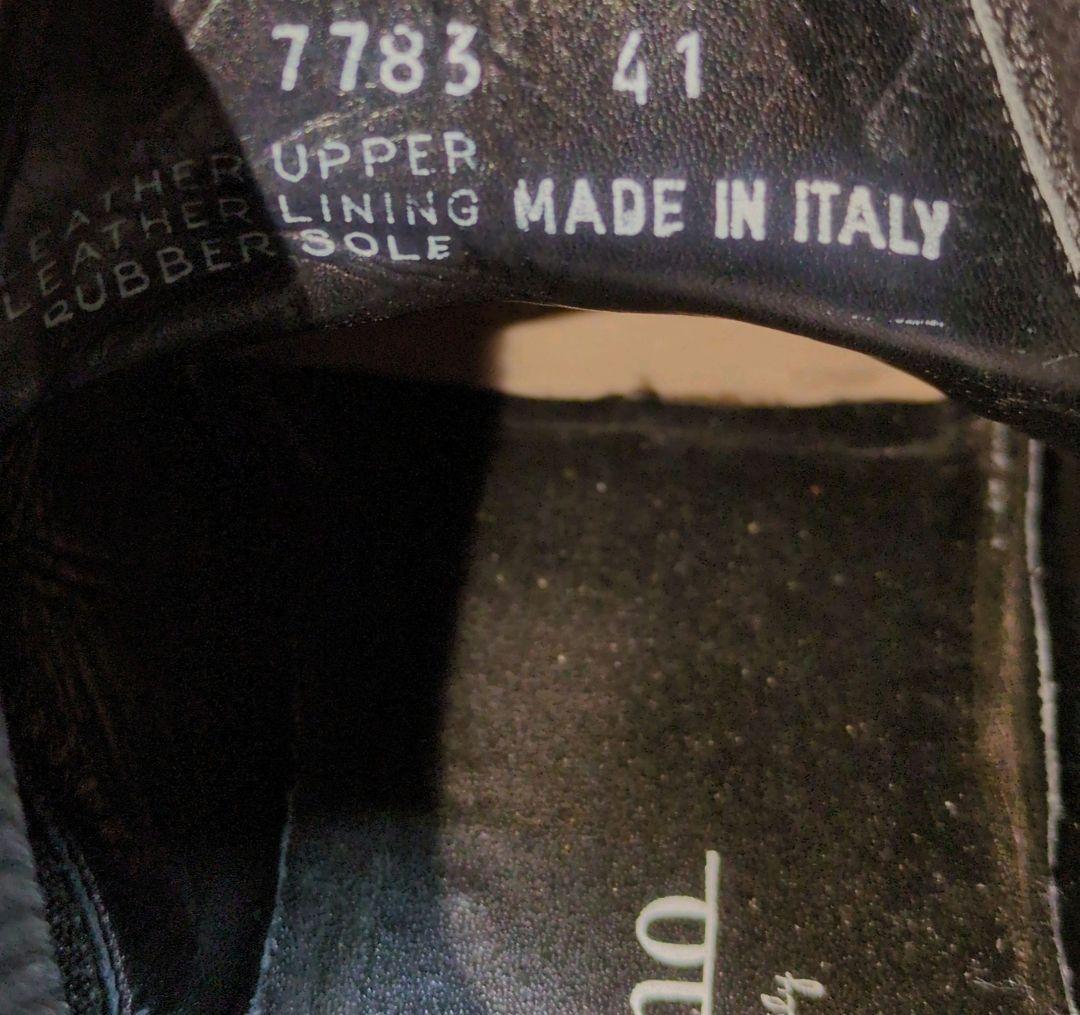 7783 41
LEATHER UPPER
LEATHER LINING
RUBBER SOLE
MADE IN ITALY